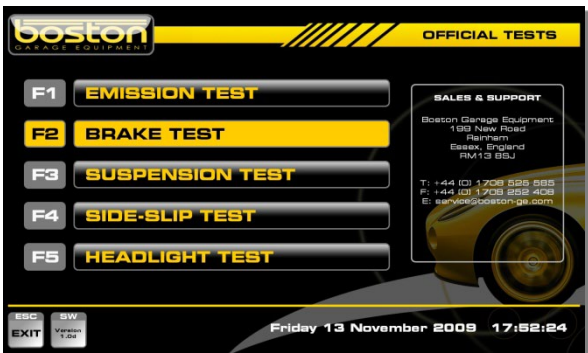 boston
GARAGE EQUIPMENT
OFFICIAL TESTS
F1 EMISSION TEST
F2 BRAKE TEST
F3 SUSPENSION TEST
F4 SIDE-SLIP TEST
F5 HEADLIGHT TEST
SALES & SUPPORT
Boston Garage Equipment
199 New Road
Rainham
Essex, England
RM13 8SJ
T: +44 (0) 1708 525 585
F: +44 (0) 1708 252 408
E: service@boston-ge.com
ESC
EXIT
SW
Version
1.0d
Friday 13 November 2009 17:52:24